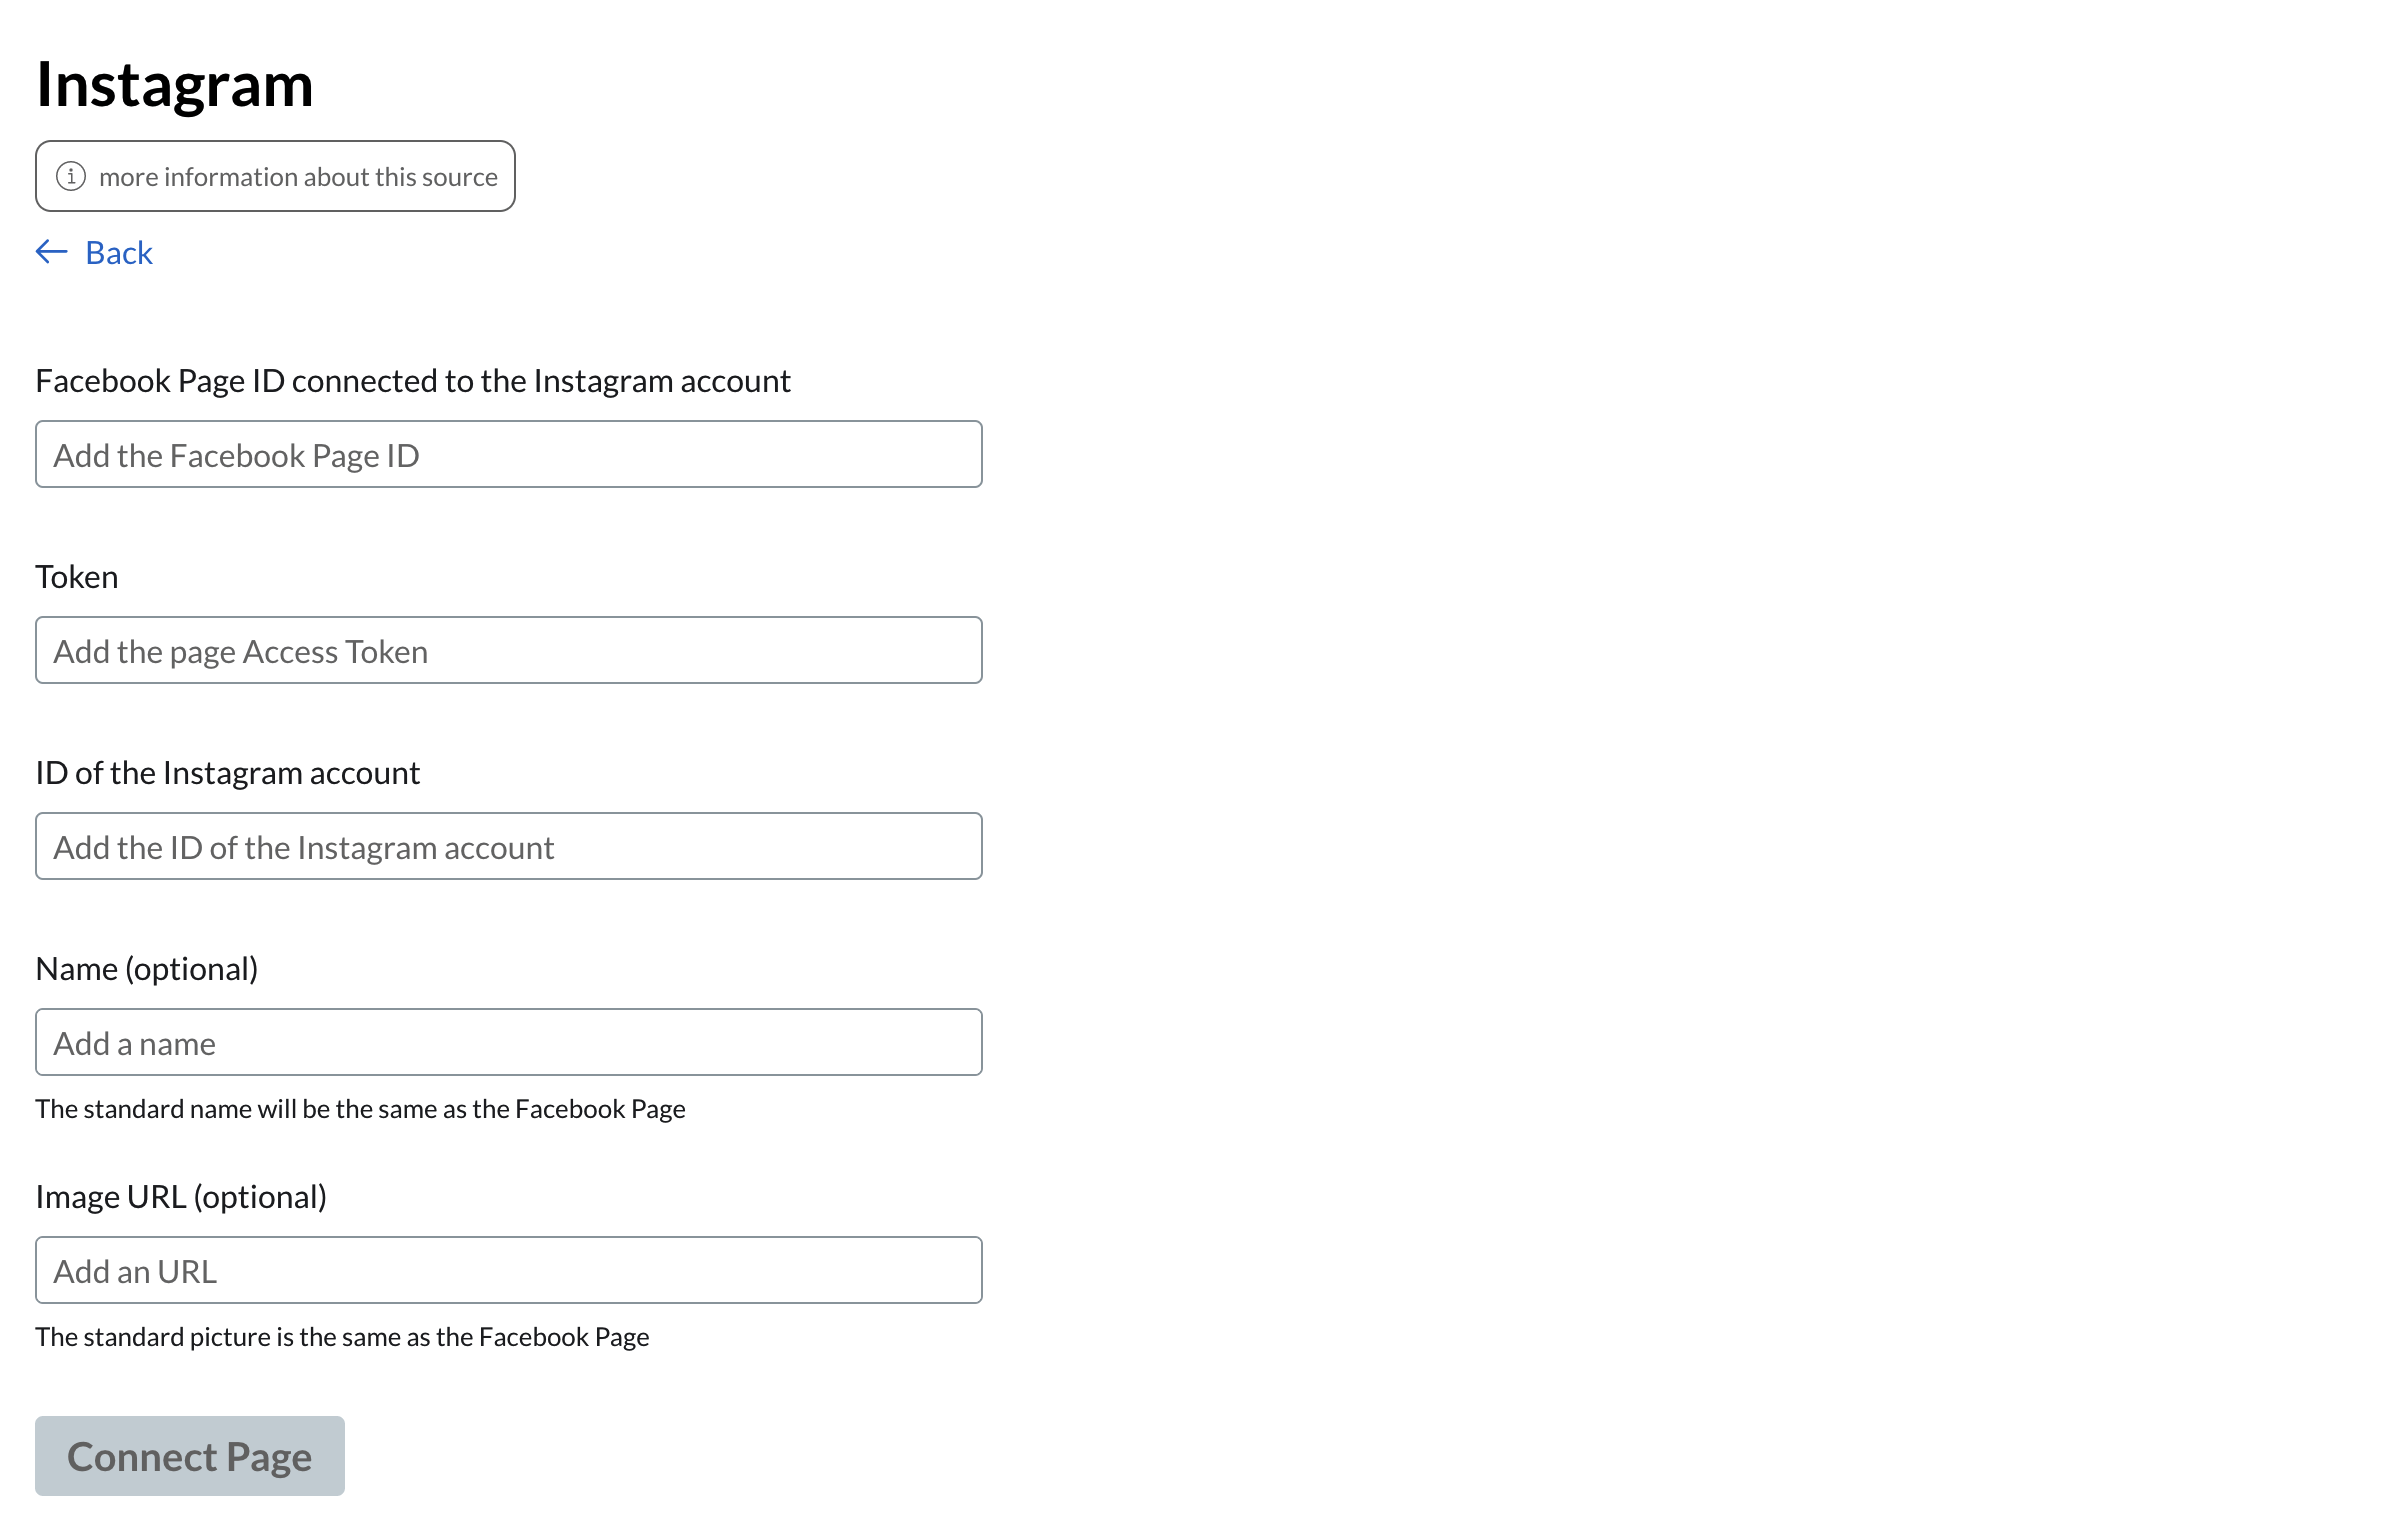 Instagram
more information about this source
Back
Facebook Page ID connected to the Instagram account
Add the Facebook Page ID
Token
Add the page Access Token
ID of the Instagram account
Add the ID of the Instagram account
Name (optional)
Add a name
The standard name will be the same as the Facebook Page
Image URL (optional)
Add an URL
The standard picture is the same as the Facebook Page
Connect Page